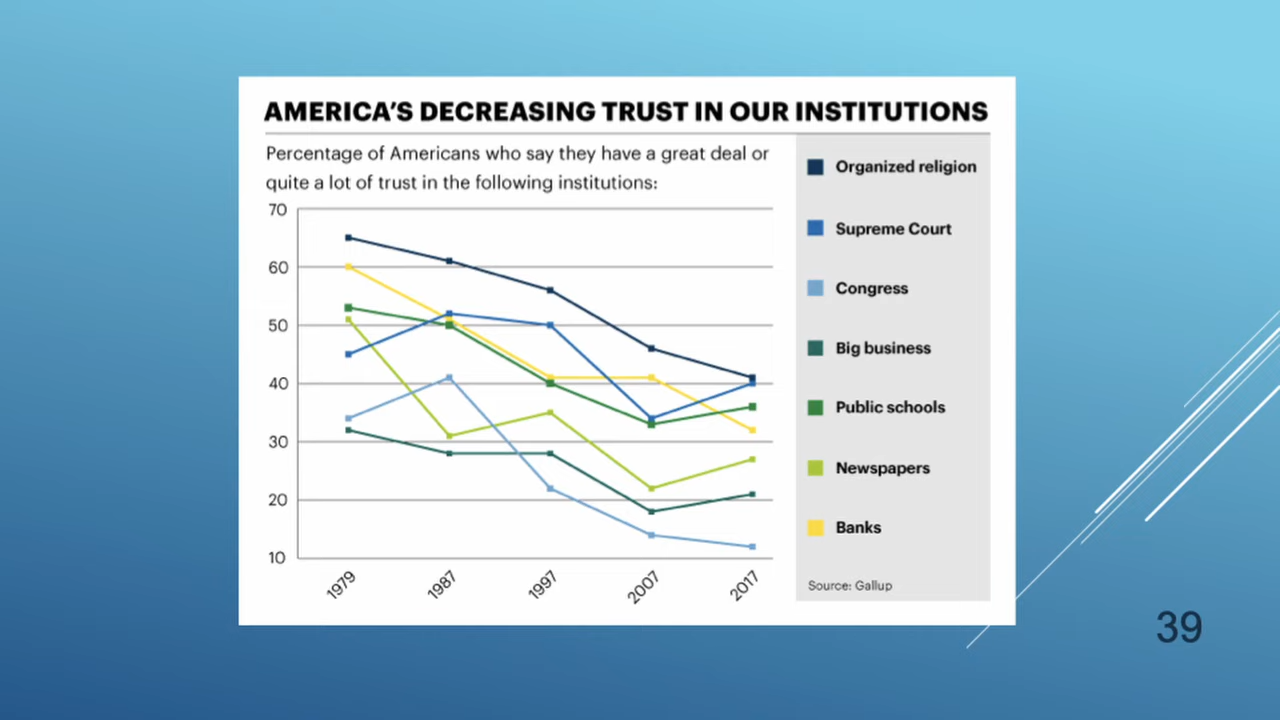 AMERICA'S DECREASING TRUST IN OUR INSTITUTIONS
Percentage of Americans who say they have a great deal or
quite a lot of trust in the following institutions:
70
60
50
40
30
20
10
1979
1987
1997
2007
2017
Organized religion
Supreme Court
Congress
Big business
Public schools
Newspapers
Banks
Source: Gallup
39